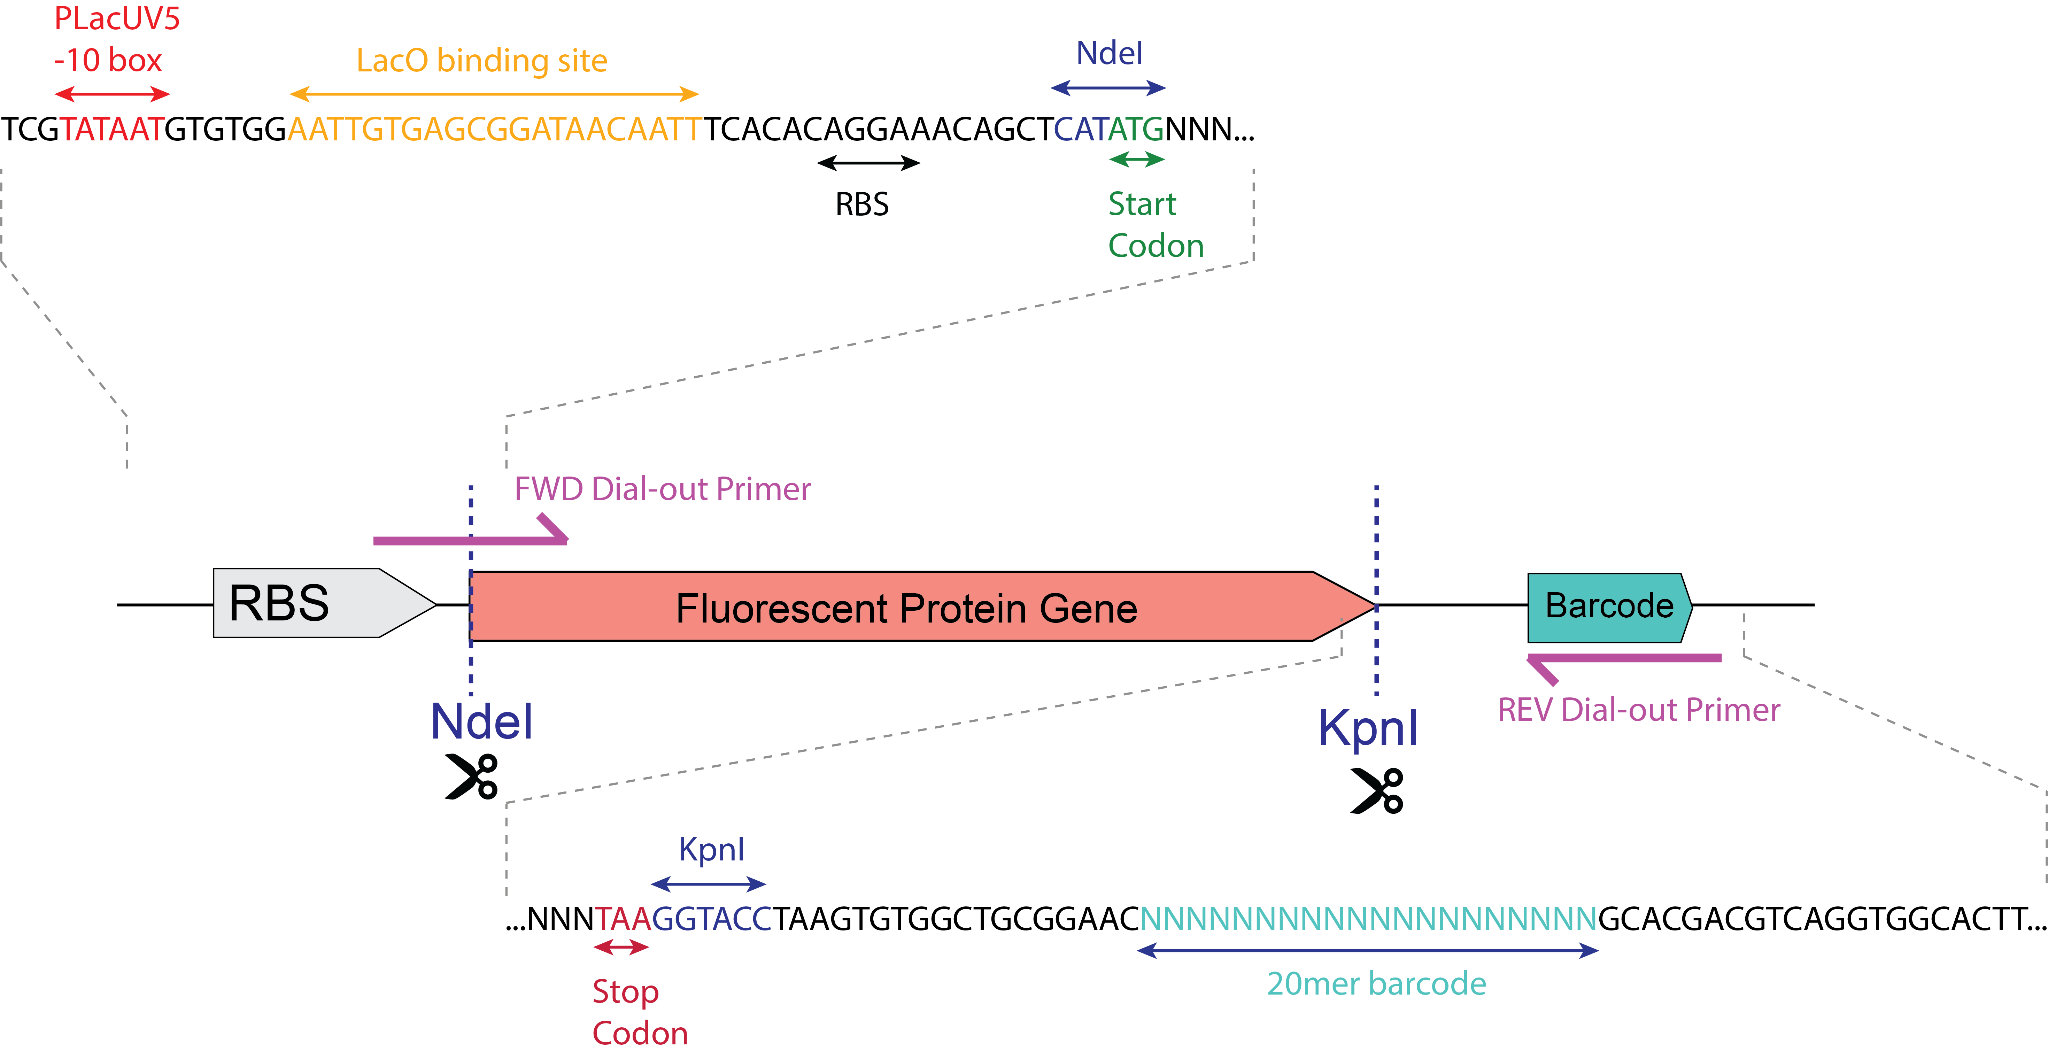 PLacUV5
-10 box
LacO binding site
NdeI
TCGTATAATGTGTGGAATTGTGAGCGGATAACAATTTCACACAGGAAACAGCTCATATGNNN...
RBS
Start
Codon
FWD Dial-out Primer
RBS
Fluorescent Protein Gene
Barcode
NdeI
KpnI
REV Dial-out Primer
KpnI
...NNNTAAGGTACCTAAGTGTGGCTGCGGAACNNNNNNNNNNNNNNNNNNNNGCACGACGTCAGGTGGCACTT...
Stop
Codon
20mer barcode